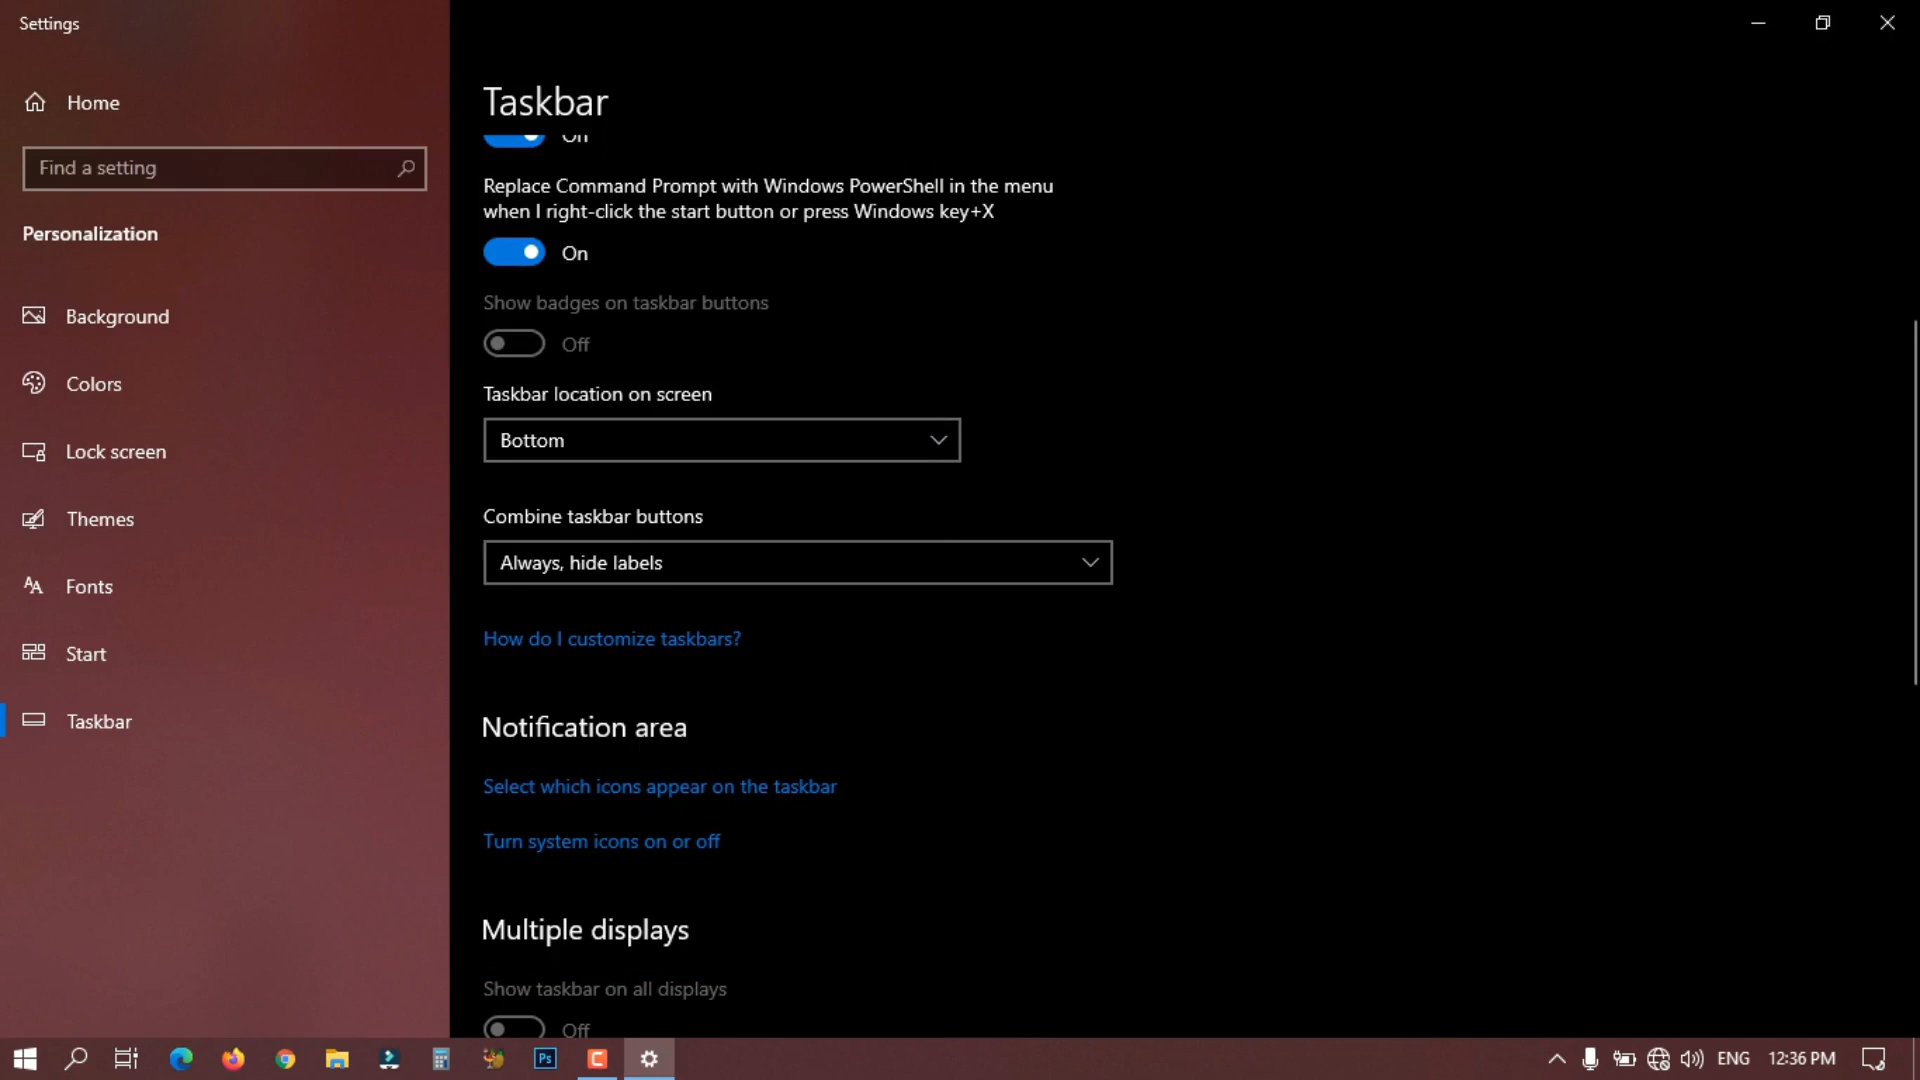 Settings
Home
Find a setting
Personalization
Background
Colors
Lock screen
Themes
Fonts
Start
Taskbar
Taskbar
Replace Command Prompt with Windows PowerShell in the menu
when I right-click the start button or press Windows key+X
On
Show badges on taskbar buttons
Off
Taskbar location on screen
Bottom
Combine taskbar buttons
Always, hide labels
How do I customize taskbars?
Notification area
Select which icons appear on the taskbar
Turn system icons on or off
Multiple displays
Show taskbar on all displays
Off
Ps
C
ENG
12:36 PM